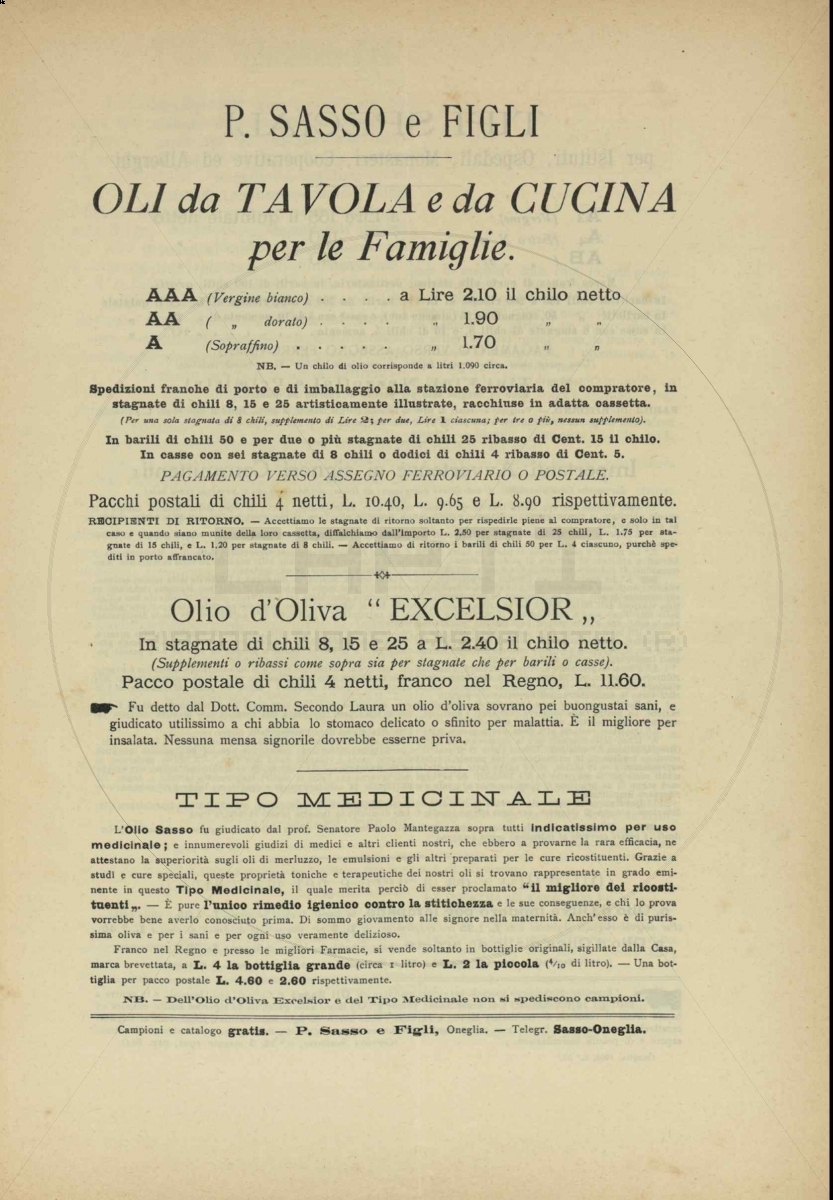 P. SASSO e FIGLI
OLI da TAVOLA e da CUCINA
per le Famiglie.
AAA (Vergine bianco) . . . . a Lire 2.10 il chilo netto
AA ( „ dorato) . . . . „ 1.90 „ „
A (Sopraffino) . . . . . „ 1.70 „ „
NB. — Un chilo di olio corrisponde a litri 1.090 circa.
Spedizioni franche di porto e di imballaggio alla stazione ferroviaria del compratore, in
stagnate di chili 8, 15 e 25 artisticamente illustrate, racchiuse in adatta cassetta.
(Per una sola stagnata di 8 chili, supplemento di Lire 2; per due, Lire 1 ciascuna; per tre o più, nessun supplemento).
In barili di chili 50 e per due o più stagnate di chili 25 ribasso di Cent. 15 il chilo.
In casse con sei stagnate di 8 chili o dodici di chili 4 ribasso di Cent. 5.
PAGAMENTO VERSO ASSEGNO FERROVIARIO O POSTALE.
Pacchi postali di chili 4 netti, L. 10.40, L. 9.65 e L. 8.90 rispettivamente.
RECIPIENTI DI RITORNO. — Accettiamo le stagnate di ritorno soltanto per rispedirle piene al compratore, e solo in tal
caso e quando siano munite della loro cassetta, diffalchiamo dall'importo L. 2,50 per stagnate di 25 chili, L. 1.75 per sta-
gnate di 15 chili, e L. 1.20 per stagnate di 8 chili. — Accettiamo di ritorno i barili di chili 50 per L. 4 ciascuno, purchè spe-
diti in porto affrancato.
Olio d'Oliva “ EXCELSIOR „
In stagnate di chili 8, 15 e 25 a L. 2.40 il chilo netto.
(Supplementi o ribassi come sopra sia per stagnate che per barili o casse).
Pacco postale di chili 4 netti, franco nel Regno, L. 11.60.
Fu detto dal Dott. Comm. Secondo Laura un olio d'oliva sovrano pei buongustai sani, e
giudicato utilissimo a chi abbia lo stomaco delicato o sfinito per malattia. È il migliore per
insalata. Nessuna mensa signorile dovrebbe esserne priva.
TIPO MEDICINALE
L'Olio Sasso fu giudicato dal prof. Senatore Paolo Mantegazza sopra tutti indicatissimo per uso
medicinale; e innumerevoli giudizi di medici e altri clienti nostri, che ebbero a provarne la rara efficacia, ne
attestano la superiorità sugli oli di merluzzo, le emulsioni e gli altri preparati per le cure ricostituenti. Grazie a
studi e cure speciali, queste proprietà toniche e terapeutiche dei nostri oli si trovano rappresentate in grado emi-
nente in questo Tipo Medicinale, il quale merita perciò di esser proclamato “il migliore dei ricosti-
tuenti„. — È pure l'unico rimedio igienico contro la stitichezza e le sue conseguenze, e chi lo prova
vorrebbe bene averlo conosciuto prima. Di sommo giovamento alle signore nella maternità. Anch'esso è di puris-
sima oliva e per i sani e per ogni uso veramente delizioso.
Franco nel Regno e presso le migliori Farmacie, si vende soltanto in bottiglie originali, sigillate dalla Casa,
marca brevettata, a L. 4 la bottiglia grande (circa 1 litro) e L. 2 la piccola (4/10 di litro). — Una bot-
tiglia per pacco postale L. 4.60 e 2.60 rispettivamente.
NB. — Dell'Olio d'Oliva Excelsior e del Tipo Medicinale non si spediscono campioni.
Campioni e catalogo gratis. — P. Sasso e Figli, Oneglia. — Telegr. Sasso-Oneglia.